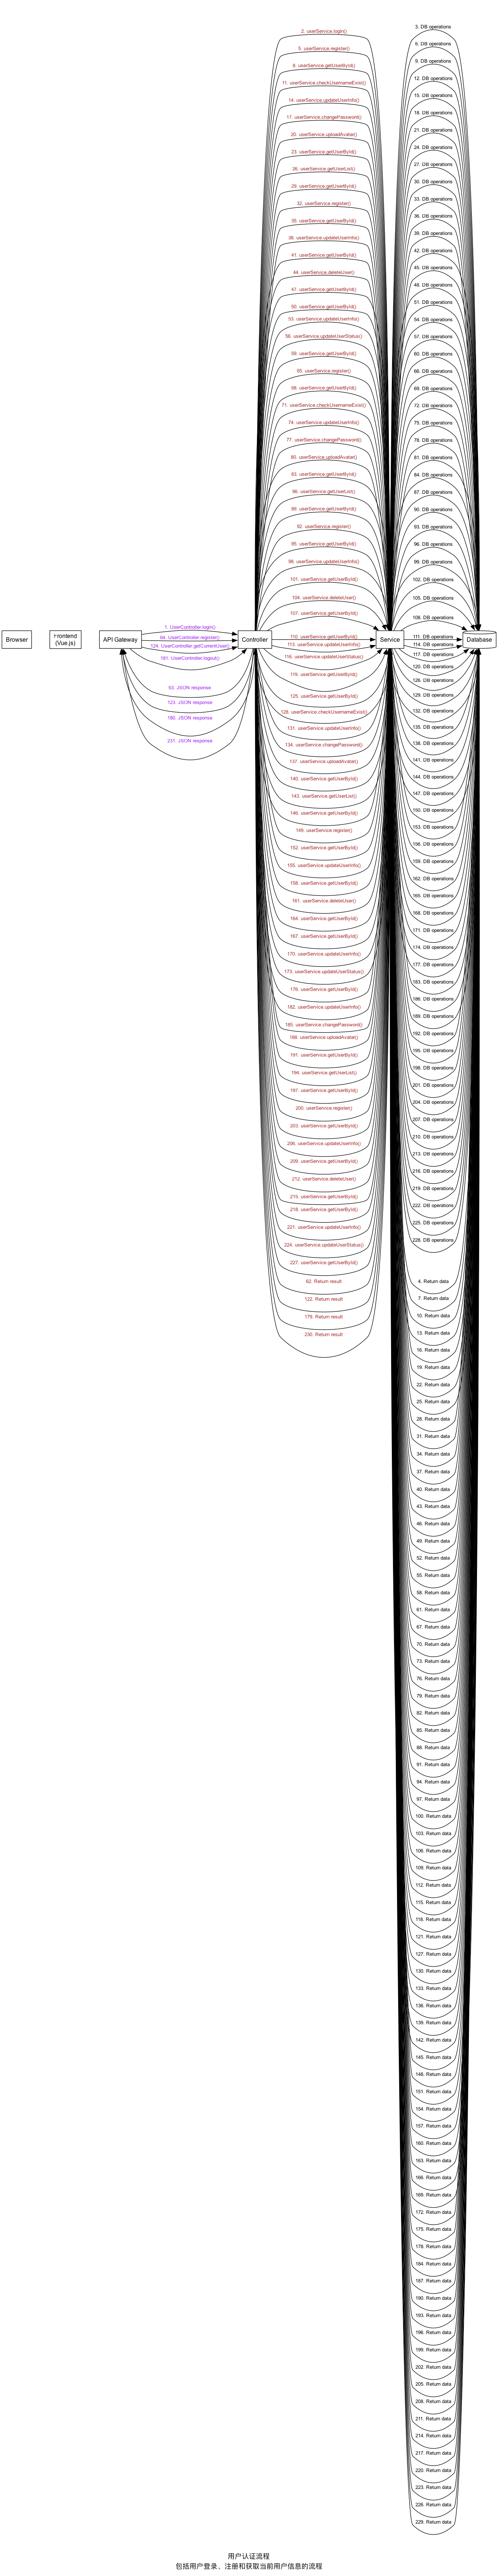 Browser
Frontend
(Vue.js)
API Gateway
1. UserController.login()
64. UserController.register()
124. UserController.getCurrentUser()
181. UserController.logout()
63. JSON response
123. JSON response
180. JSON response
231. JSON response
Controller
2. userService.login()
5. userService.register()
8. userService.getUserById()
11. userService.checkUsernameExist()
14. userService.updateUserInfo()
17. userService.changePassword()
20. userService.uploadAvatar()
23. userService.getUserById()
26. userService.getUserList()
29. userService.getUserById()
32. userService.register()
35. userService.getUserById()
38. userService.updateUserInfo()
41. userService.getUserById()
44. userService.deleteUser()
47. userService.getUserById()
50. userService.getUserById()
53. userService.updateUserInfo()
56. userService.updateUserStatus()
59. userService.getUserById()
65. userService.register()
68. userService.getUserById()
71. userService.checkUsernameExist()
74. userService.updateUserInfo()
77. userService.changePassword()
80. userService.uploadAvatar()
83. userService.getUserById()
86. userService.getUserList()
89. userService.getUserById()
92. userService.register()
95. userService.getUserById()
98. userService.updateUserInfo()
101. userService.getUserById()
104. userService.deleteUser()
107. userService.getUserById()
110. userService.getUserById()
113. userService.updateUserInfo()
116. userService.updateUserStatus()
119. userService.getUserById()
125. userService.getUserById()
128. userService.checkUsernameExist()
131. userService.updateUserInfo()
134. userService.changePassword()
137. userService.uploadAvatar()
140. userService.getUserById()
143. userService.getUserList()
146. userService.getUserById()
149. userService.register()
152. userService.getUserById()
155. userService.updateUserInfo()
158. userService.getUserById()
161. userService.deleteUser()
164. userService.getUserById()
167. userService.getUserById()
170. userService.updateUserInfo()
173. userService.updateUserStatus()
176. userService.getUserById()
182. userService.updateUserInfo()
185. userService.changePassword()
188. userService.uploadAvatar()
191. userService.getUserById()
194. userService.getUserList()
197. userService.getUserById()
200. userService.register()
203. userService.getUserById()
206. userService.updateUserInfo()
209. userService.getUserById()
212. userService.deleteUser()
215. userService.getUserById()
218. userService.getUserById()
221. userService.updateUserInfo()
224. userService.updateUserStatus()
227. userService.getUserById()
62. Return result
122. Return result
179. Return result
230. Return result
Service
3. DB operations
6. DB operations
9. DB operations
12. DB operations
15. DB operations
18. DB operations
21. DB operations
24. DB operations
27. DB operations
30. DB operations
33. DB operations
36. DB operations
39. DB operations
42. DB operations
45. DB operations
48. DB operations
51. DB operations
54. DB operations
57. DB operations
60. DB operations
66. DB operations
69. DB operations
72. DB operations
75. DB operations
78. DB operations
81. DB operations
84. DB operations
87. DB operations
90. DB operations
93. DB operations
96. DB operations
99. DB operations
102. DB operations
105. DB operations
108. DB operations
111. DB operations
114. DB operations
117. DB operations
120. DB operations
126. DB operations
129. DB operations
132. DB operations
135. DB operations
138. DB operations
141. DB operations
144. DB operations
147. DB operations
150. DB operations
153. DB operations
156. DB operations
159. DB operations
162. DB operations
165. DB operations
168. DB operations
171. DB operations
174. DB operations
177. DB operations
183. DB operations
186. DB operations
189. DB operations
192. DB operations
195. DB operations
198. DB operations
201. DB operations
204. DB operations
207. DB operations
210. DB operations
213. DB operations
216. DB operations
219. DB operations
222. DB operations
225. DB operations
228. DB operations
4. Return data
7. Return data
10. Return data
13. Return data
16. Return data
19. Return data
22. Return data
25. Return data
28. Return data
31. Return data
34. Return data
37. Return data
40. Return data
43. Return data
46. Return data
49. Return data
52. Return data
55. Return data
58. Return data
61. Return data
67. Return data
70. Return data
73. Return data
76. Return data
79. Return data
82. Return data
85. Return data
88. Return data
91. Return data
94. Return data
97. Return data
100. Return data
103. Return data
106. Return data
109. Return data
112. Return data
115. Return data
118. Return data
121. Return data
127. Return data
130. Return data
133. Return data
136. Return data
139. Return data
142. Return data
145. Return data
148. Return data
151. Return data
154. Return data
157. Return data
160. Return data
163. Return data
166. Return data
169. Return data
172. Return data
175. Return data
178. Return data
184. Return data
187. Return data
190. Return data
193. Return data
196. Return data
199. Return data
202. Return data
205. Return data
208. Return data
211. Return data
214. Return data
217. Return data
220. Return data
223. Return data
226. Return data
229. Return data
Database
用户认证流程
包括用户登录、注册和获取当前用户信息的流程